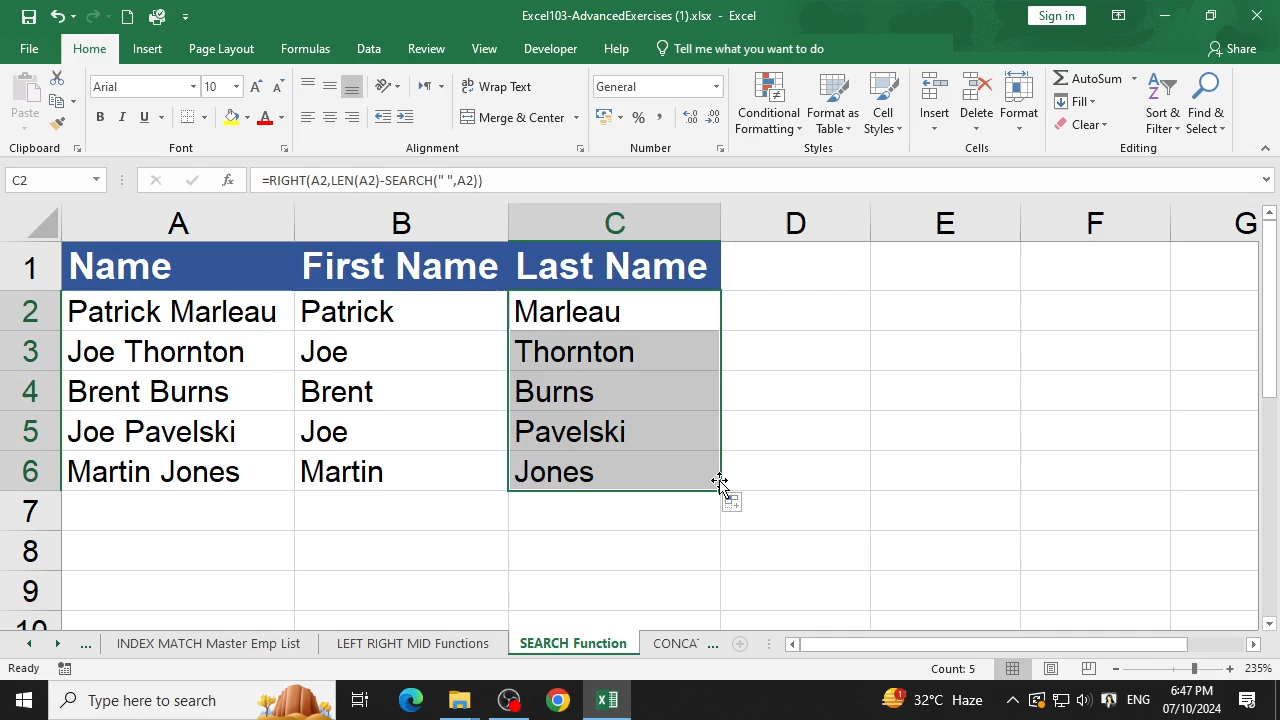 Excel103-AdvancedExercises (1).xlsx - Excel
Sign in
File Home Insert Page Layout Formulas Data Review View Developer Help Tell me what you want to do Share
Paste
Clipboard
Arial 10
B I U A
Font
ab Wrap Text
Merge & Center
Alignment
General
% ,
Number
Conditional Formatting
Format as Table
Cell Styles
Styles
Insert Delete Format
Cells
AutoSum
Fill
Clear
Sort & Filter
Find & Select
Editing
C2
fx =RIGHT(A2,LEN(A2)-SEARCH(" ",A2))
A B C D E F G
1 Name First Name Last Name
2 Patrick Marleau Patrick Marleau
3 Joe Thornton Joe Thornton
4 Brent Burns Brent Burns
5 Joe Pavelski Joe Pavelski
6 Martin Jones Martin Jones
7
8
9
10
... INDEX MATCH Master Emp List LEFT RIGHT MID Functions SEARCH Function CONCA ...
Ready Count: 5 235%
Type here to search 1 32°C Haze ENG 6:47 PM
07/10/2024